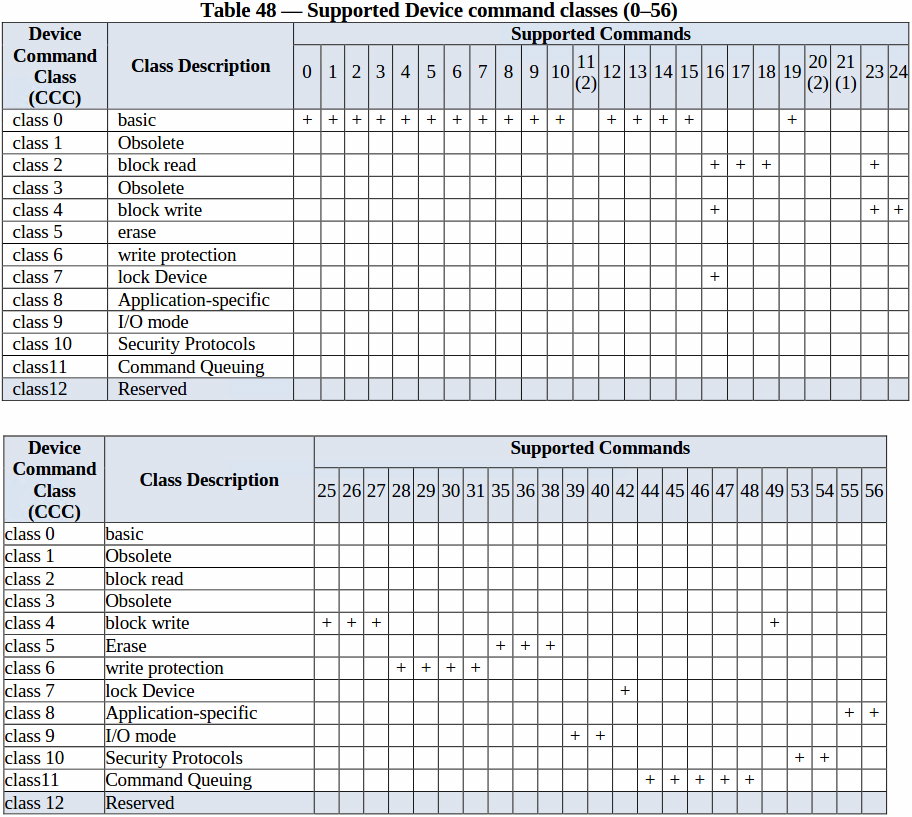 Table 48 — Supported Device command classes (0–56)
Device Command Class (CCC) Class Description Supported Commands
0 1 2 3 4 5 6 7 8 9 10 11 (2) 12 13 14 15 16 17 18 19 20 (2) 21 (1) 23 24
class 0 basic + + + + + + + + + + + + + + + +
class 1 Obsolete
class 2 block read + + + +
class 3 Obsolete
class 4 block write + + +
class 5 erase
class 6 write protection
class 7 lock Device +
class 8 Application-specific
class 9 I/O mode
class 10 Security Protocols
class11 Command Queuing
class12 Reserved
Device Command Class (CCC) Class Description Supported Commands
25 26 27 28 29 30 31 35 36 38 39 40 42 44 45 46 47 48 49 53 54 55 56
class 0 basic
class 1 Obsolete
class 2 block read
class 3 Obsolete
class 4 block write + + + +
class 5 Erase + + +
class 6 write protection + + + +
class 7 lock Device +
class 8 Application-specific + +
class 9 I/O mode + +
class 10 Security Protocols + +
class11 Command Queuing + + + + +
class 12 Reserved